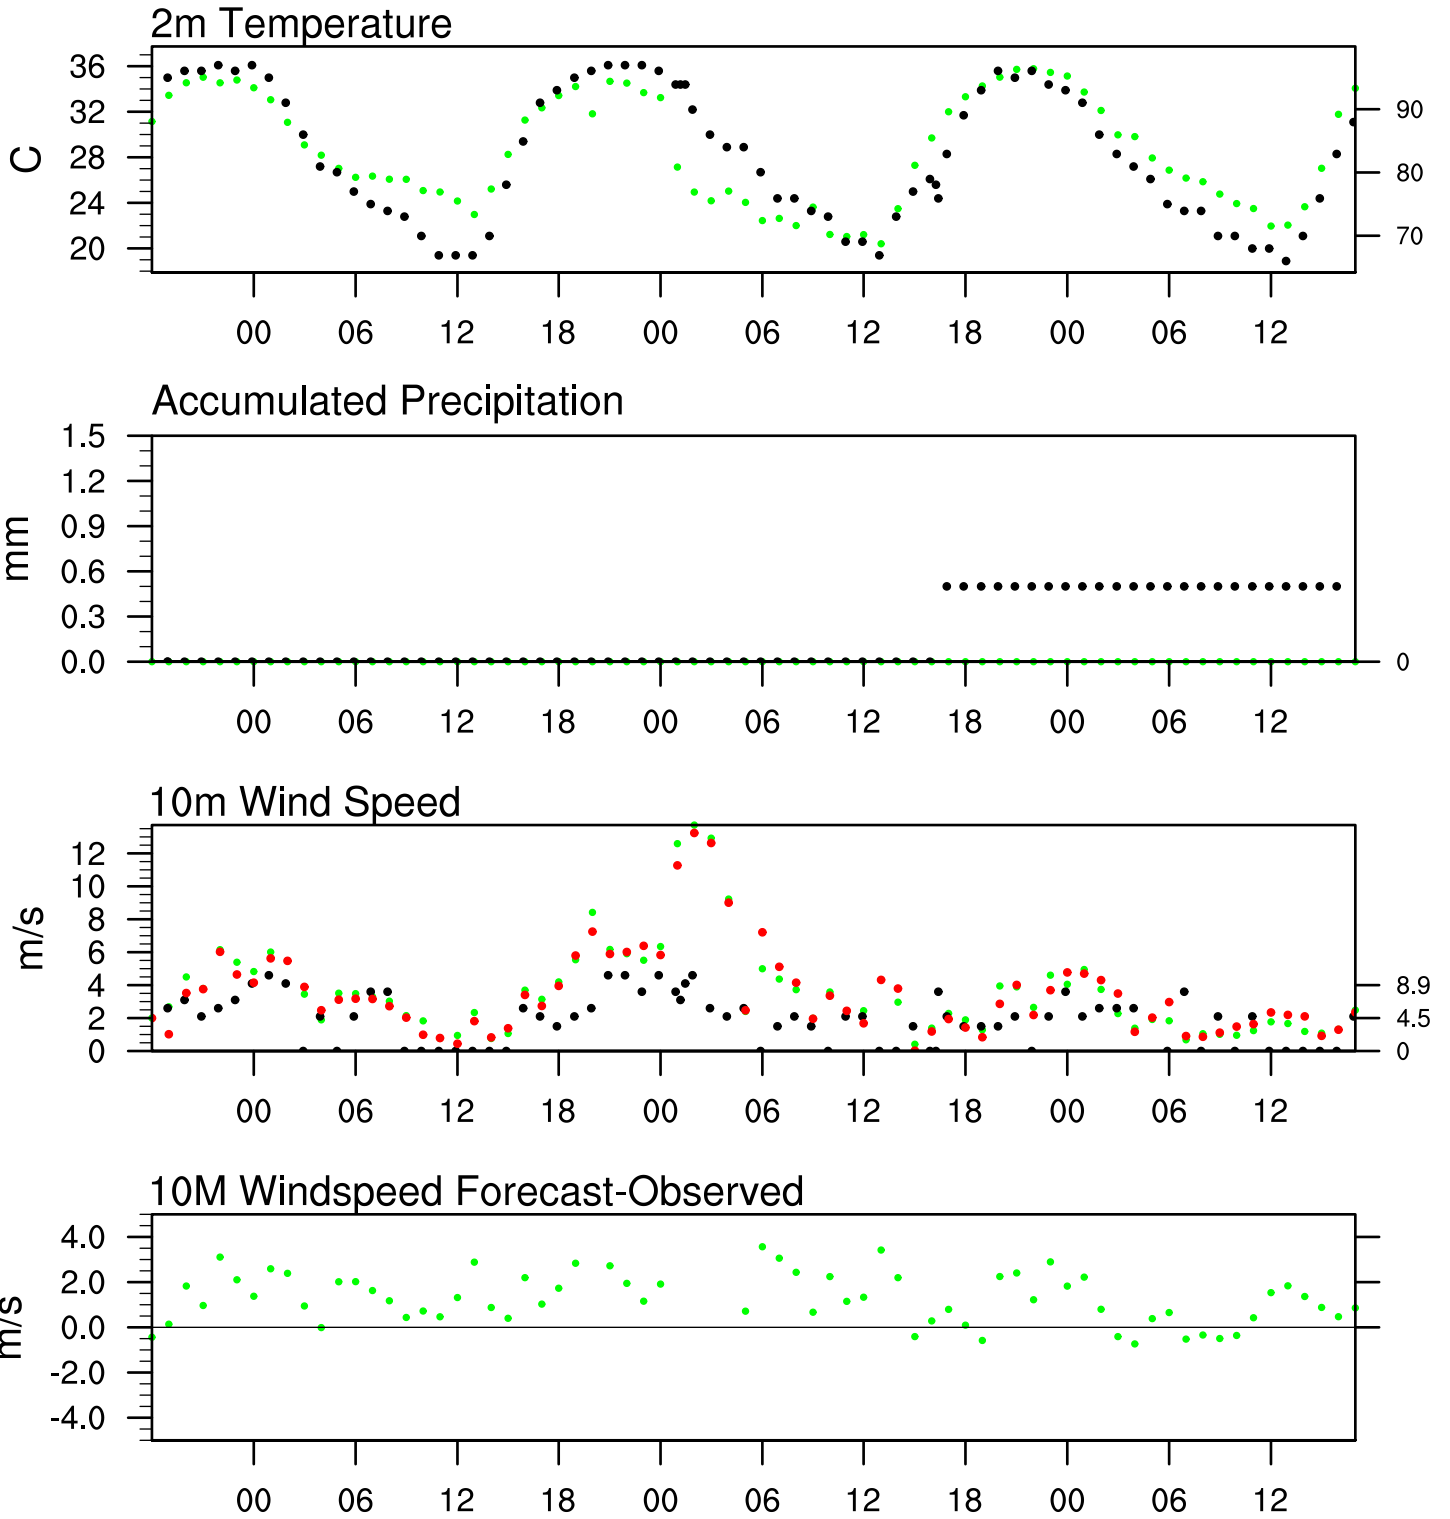 2m Temperature
36
32
28
24
20
C
90
80
70
00 06 12 18 00 06 12 18 00 06 12
Accumulated Precipitation
1.5
1.2
0.9
0.6
0.3
0.0
mm
0
00 06 12 18 00 06 12 18 00 06 12
10m Wind Speed
12
10
8
6
4
2
0
m/s
8.9
4.5
0
00 06 12 18 00 06 12 18 00 06 12
10M Windspeed Forecast-Observed
4.0
2.0
0.0
-2.0
-4.0
m/s
00 06 12 18 00 06 12 18 00 06 12